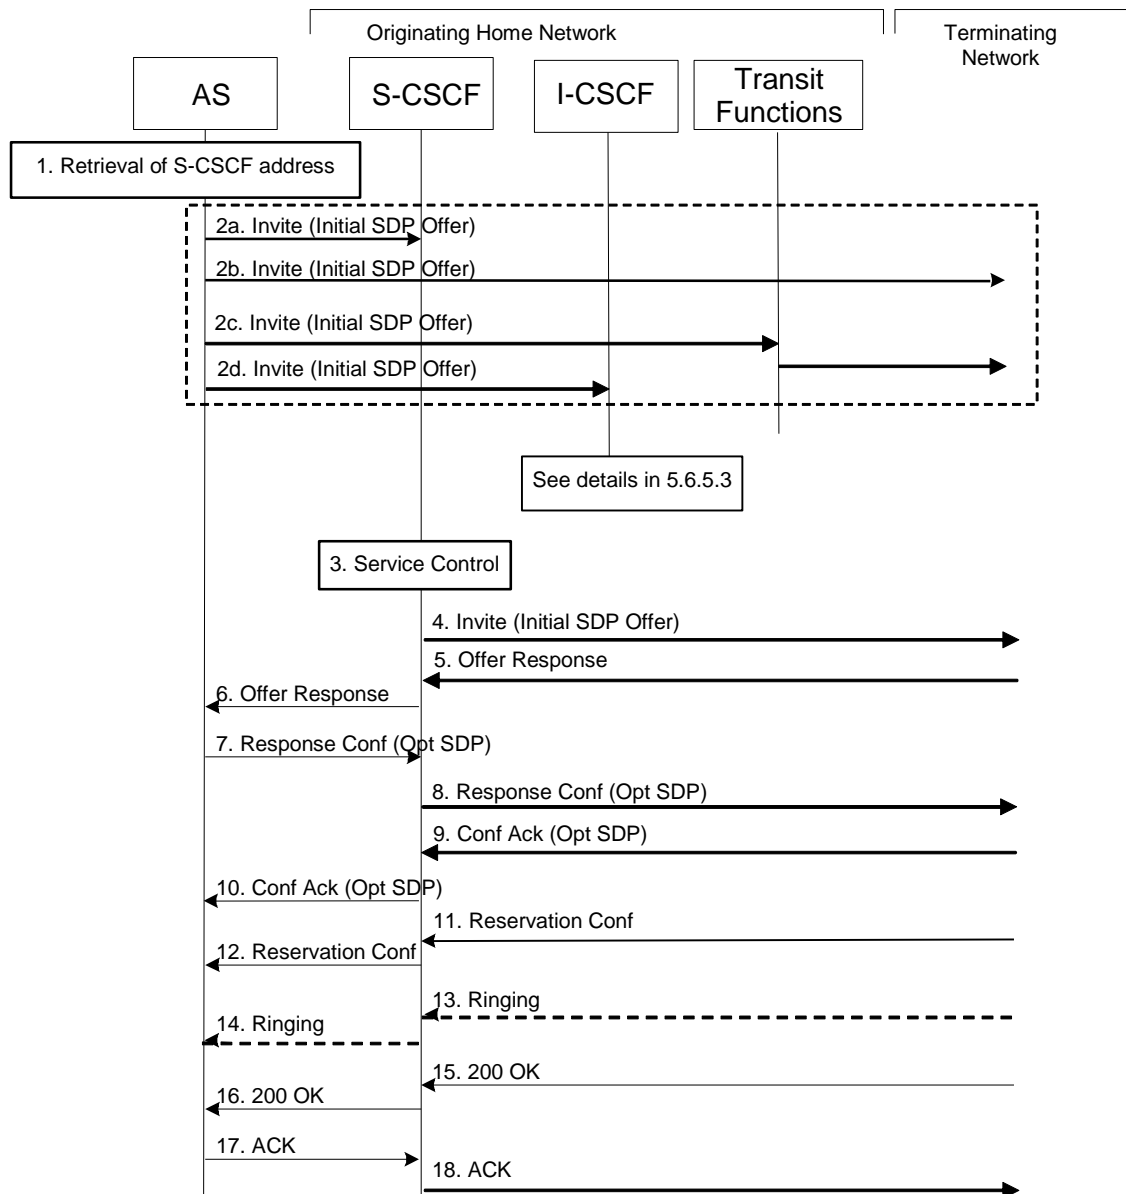 Originating Home Network
Terminating
Network
AS
S-CSCF
I-CSCF
Transit
Functions
1. Retrieval of S-CSCF address
2a. Invite (Initial SDP Offer)
2b. Invite (Initial SDP Offer)
2c. Invite (Initial SDP Offer)
2d. Invite (Initial SDP Offer)
See details in 5.6.5.3
3. Service Control
4. Invite (Initial SDP Offer)
5. Offer Response
6. Offer Response
7. Response Conf (Opt SDP)
8. Response Conf (Opt SDP)
9. Conf Ack (Opt SDP)
10. Conf Ack (Opt SDP)
11. Reservation Conf
12. Reservation Conf
13. Ringing
14. Ringing
15. 200 OK
16. 200 OK
17. ACK
18. ACK